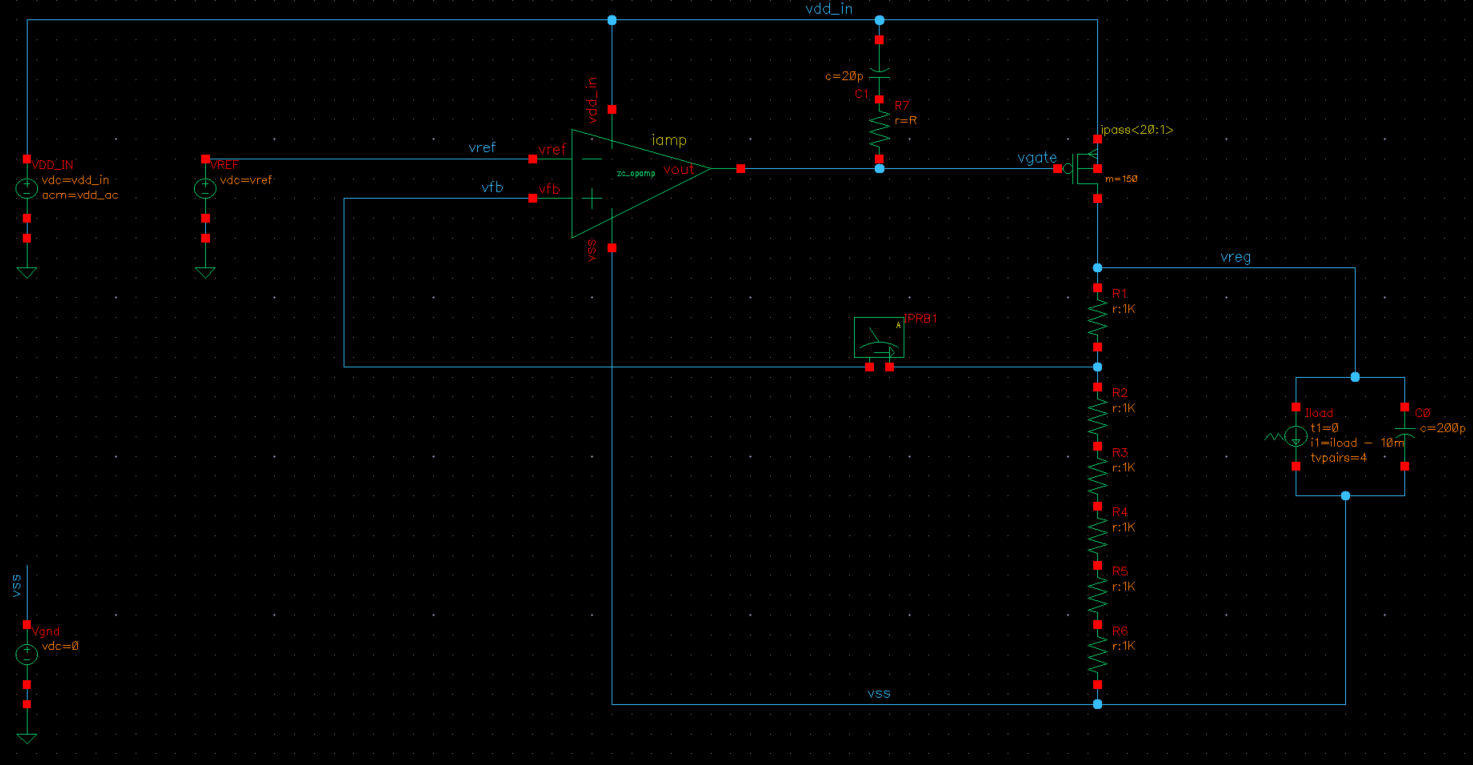 vdd_in
vdd_in
c=20p
C1
R7
r=R
ipass<20:1>
iamp
vref
vref
zc_opamp
vout
vgate
m=150
VDD_IN
vdc=vdd_in
acm=vdd_ac
VREF
vdc=vref
vfb
vfb
vss
vreg
R1
r:1K
IPRB1
A
R2
r:1K
Iload
t1=0
i1=iload - 10m
tvpairs=4
C0
c=200p
R3
r:1K
R4
r:1K
R5
r:1K
R6
r:1K
vss
Vgnd
vdc=0
vss